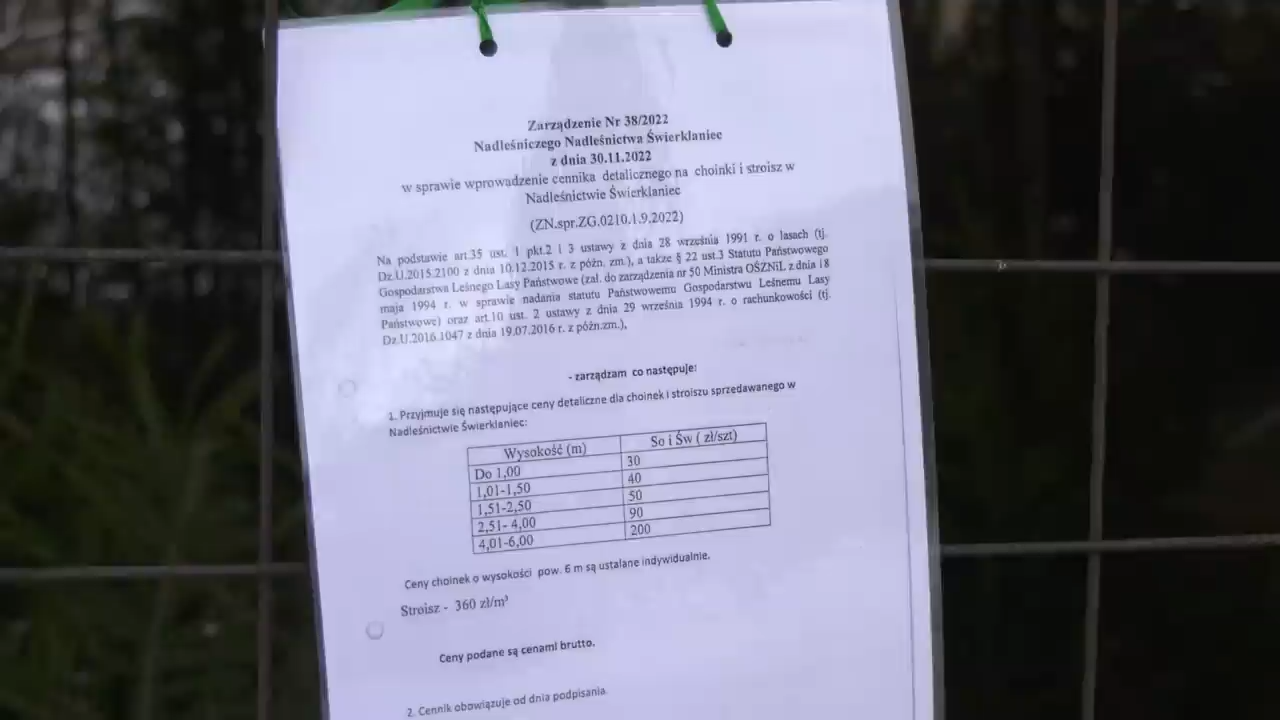 Zarządzenie Nr 38/2022
Nadleśniczego Nadleśnictwa Świerklaniec
z dnia 30.11.2022
w sprawie wprowadzenie cennika detalicznego na choinki i stroisz w
Nadleśnictwie Świerklaniec
(ZN.spr.ZG.0210.1.9.2022)
Na podstawie art.35 ust. 1 pkt.2 i 3 ustawy z dnia 28 września 1991 r. o lasach (tj.
Dz.U.2015.2100 z dnia 10.12.2015 r. z późn. zm.), a także § 22 ust.3 Statutu Państwowego
Gospodarstwa Leśnego Lasy Państwowe (zał. do zarządzenia nr 50 Ministra OŚZNiL z dnia 18
maja 1994 r. w sprawie nadania statutu Państwowemu Gospodarstwu Leśnemu Lasy
Państwowe) oraz art.10 ust. 2 ustawy z dnia 29 września 1994 r. o rachunkowości (tj.
Dz.U.2016.1047 z dnia 19.07.2016 r. z późn.zm.),
- zarządzam co następuje:
1. Przyjmuje się następujące ceny detaliczne dla choinek i stroiszu sprzedawanego w
Nadleśnictwie Świerklaniec:
Wysokość (m) So i Św ( zł/szt)
Do 1,00 30
1,01-1,50 40
1,51-2,50 50
2,51- 4,00 90
4,01-6,00 200
Ceny choinek o wysokości pow. 6 m są ustalane indywidualnie.
Stroisz - 360 zł/m³
Ceny podane są cenami brutto.
2. Cennik obowiązuje od dnia podpisania.